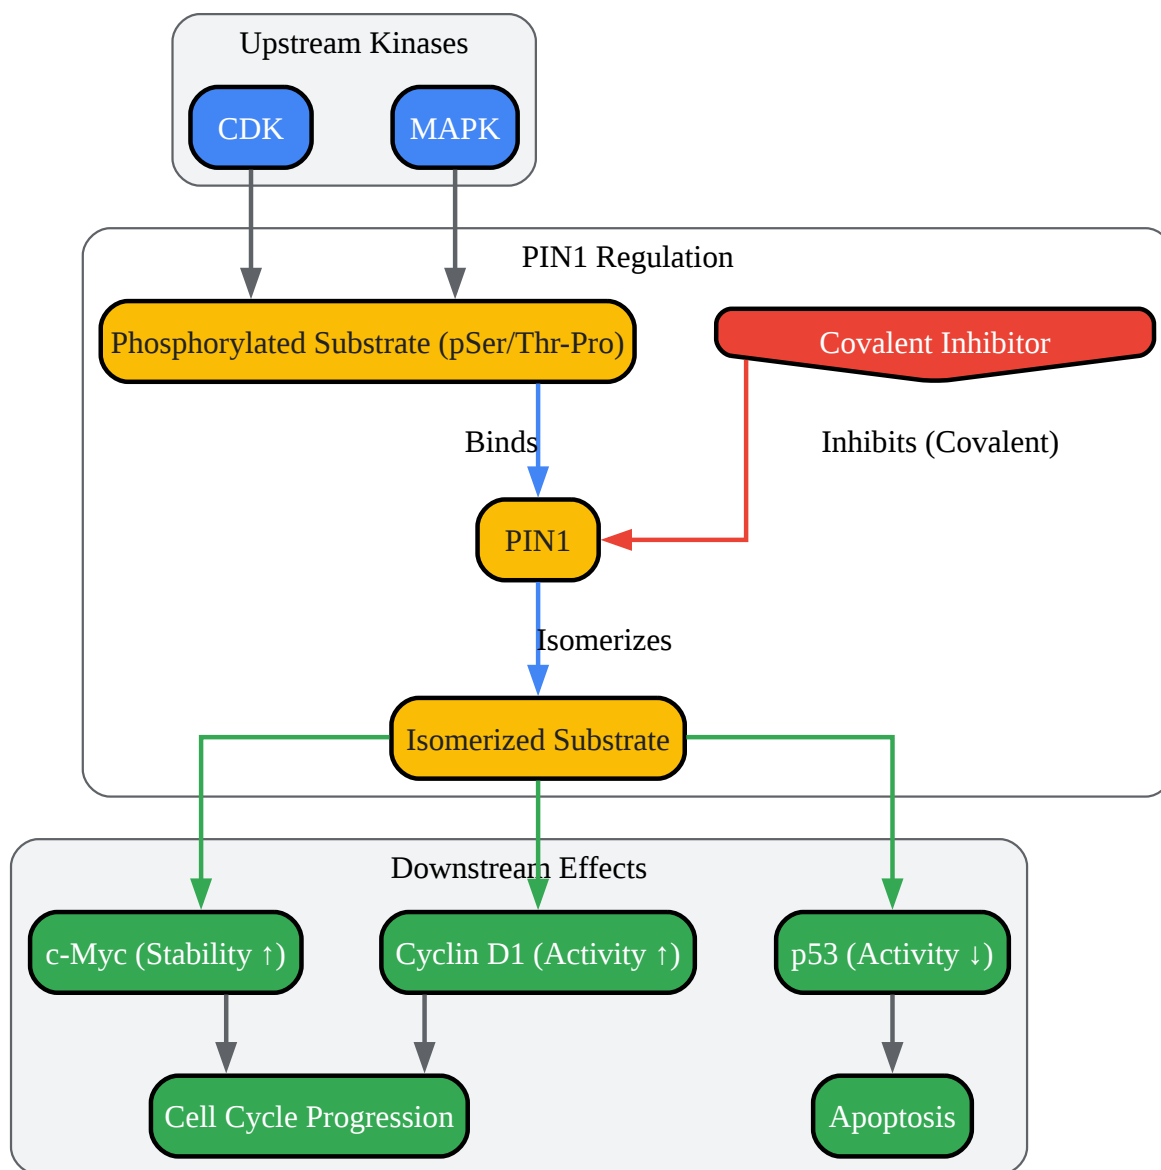 Upstream Kinases
CDK
MAPK
PIN1 Regulation
Phosphorylated Substrate (pSer/Thr-Pro)
Covalent Inhibitor
Binds
Inhibits (Covalent)
PIN1
Isomerizes
Isomerized Substrate
Downstream Effects
c-Myc (Stability ↑)
Cyclin D1 (Activity ↑)
p53 (Activity ↓)
Cell Cycle Progression
Apoptosis